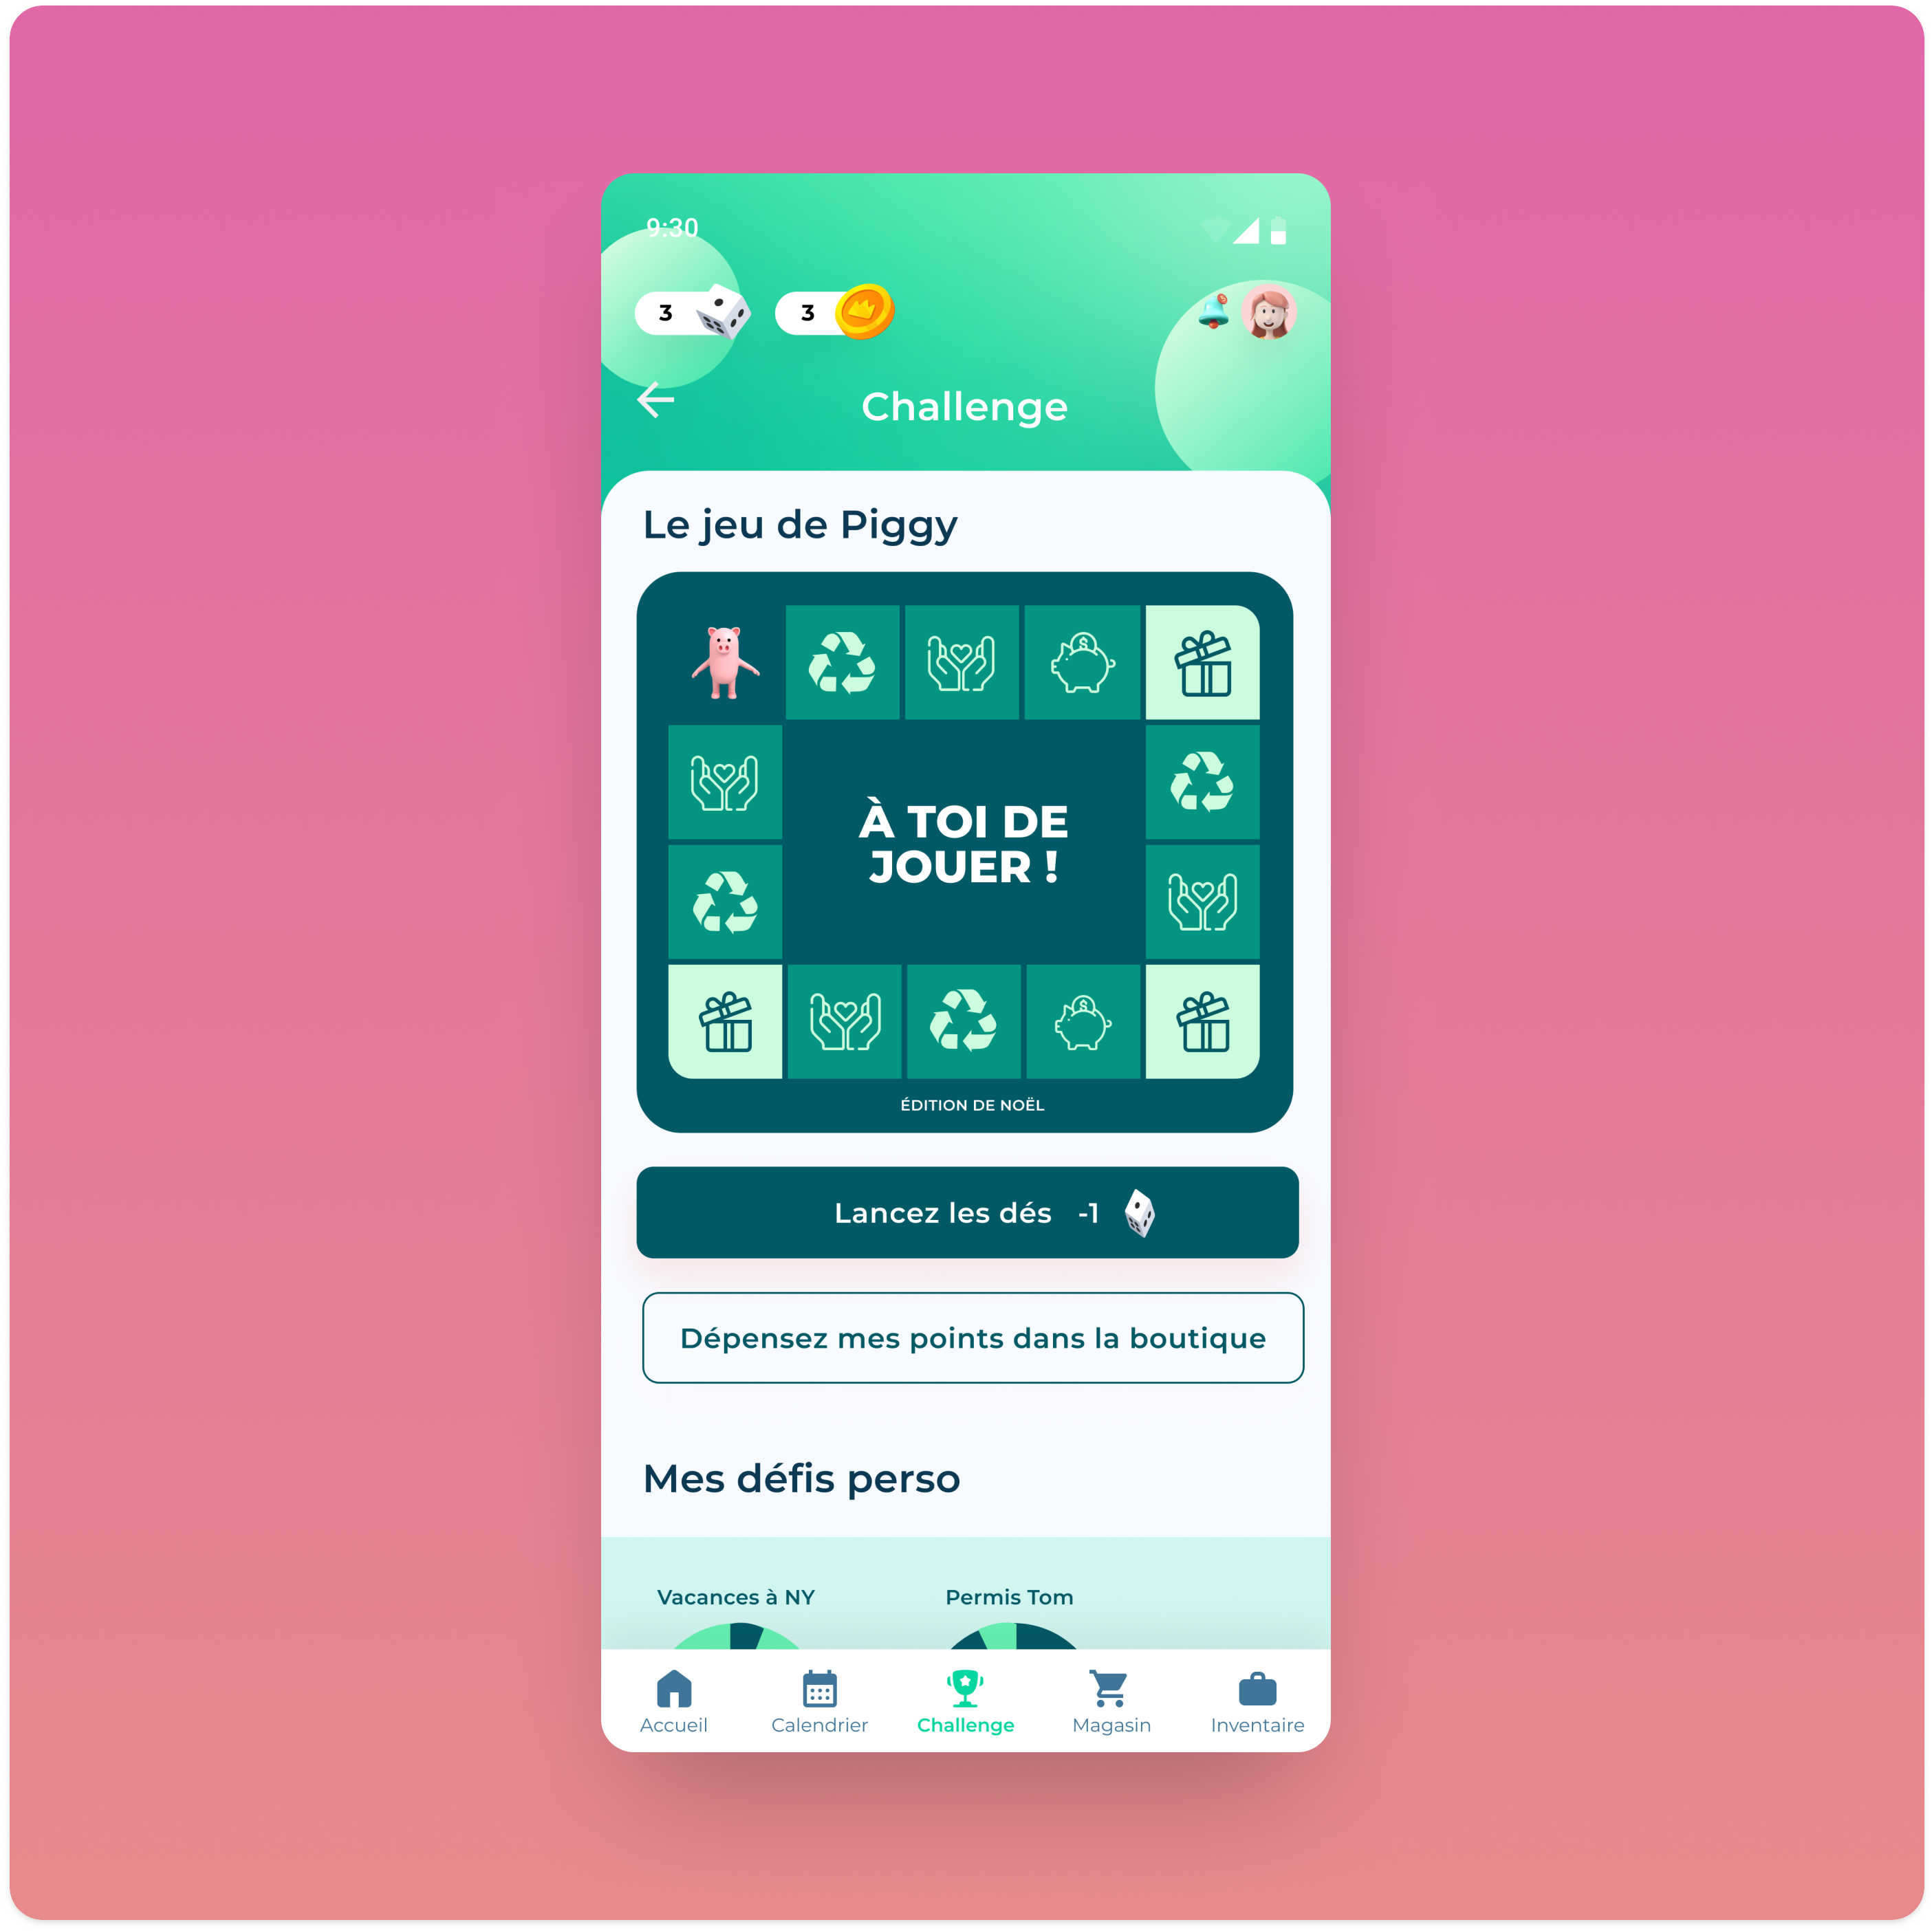 9:30
3
3
Challenge
Le jeu de Piggy
À TOI DE
JOUER !
ÉDITION DE NOËL
Lancez les dés -1
Dépensez mes points dans la boutique
Mes défis perso
Vacances à NY
Permis Tom
Accueil
Calendrier
Challenge
Magasin
Inventaire